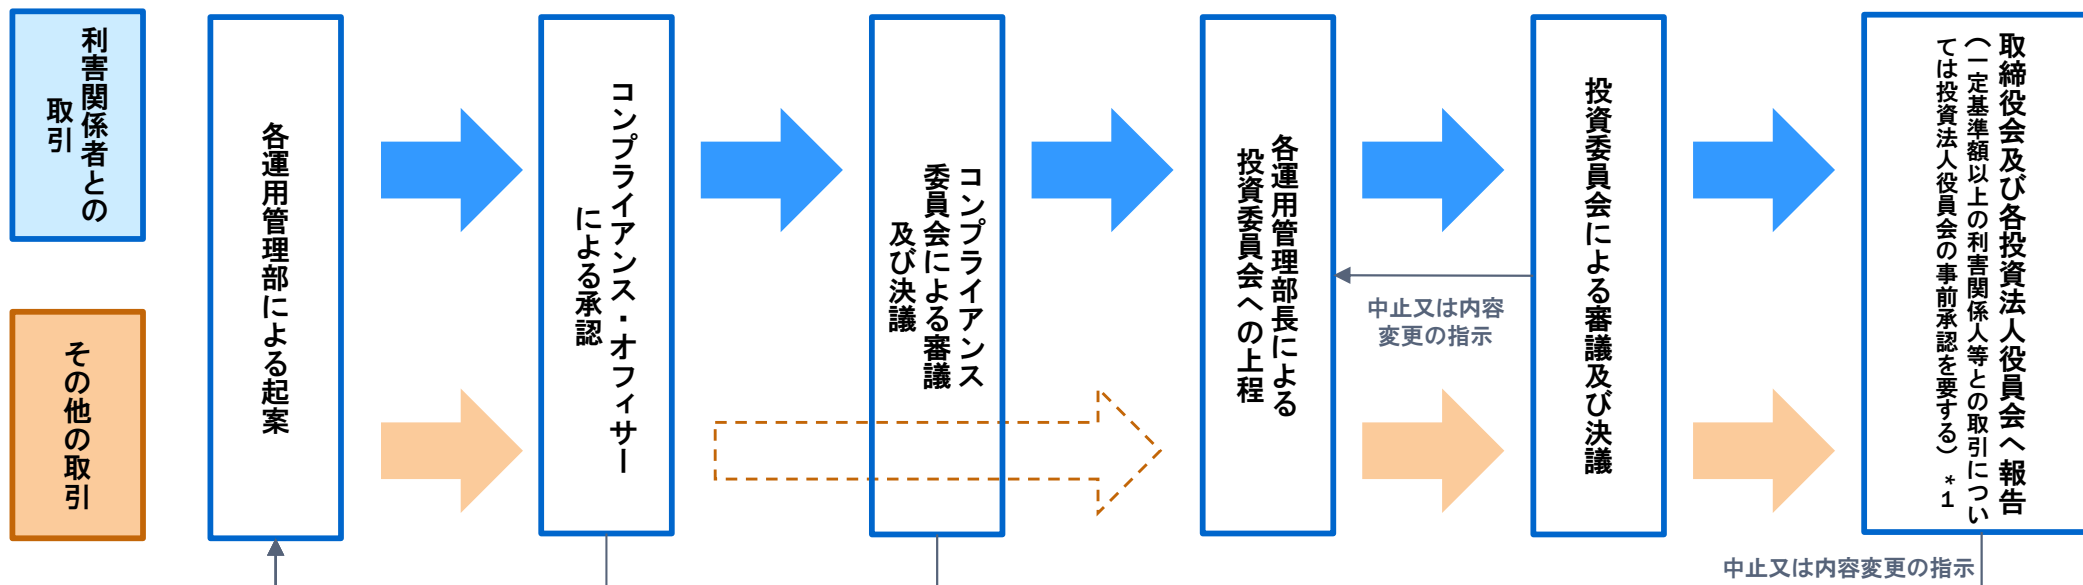 利害関係者との
取引
その他の取引
各運用管理部による起案
コンプライアンス・オフィサー
による承認
コンプライアンス
委員会による審議
及び決議
各運用管理部長による
投資委員会への上程
中止又は内容
変更の指示
投資委員会による審議及び決議
取締役会及び各投資法人役員会へ報告
（一定基準額以上の利害関係人等との取引につい
ては投資法人役員会の事前承認を要する） *1
中止又は内容変更の指示